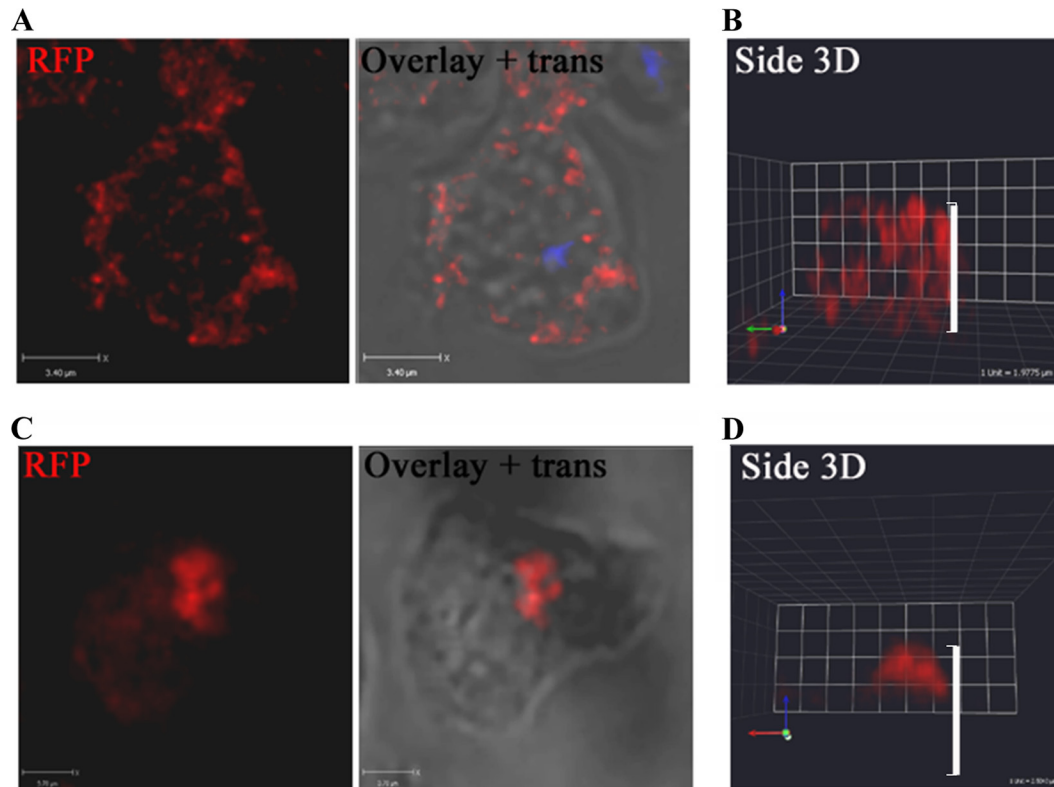 A
RFP
3.40 µm
X
Overlay + trans
3.40 µm
X
B
Side 3D
1 Unit = 1.9775 µm
C
RFP
X
Overlay + trans
X
D
Side 3D